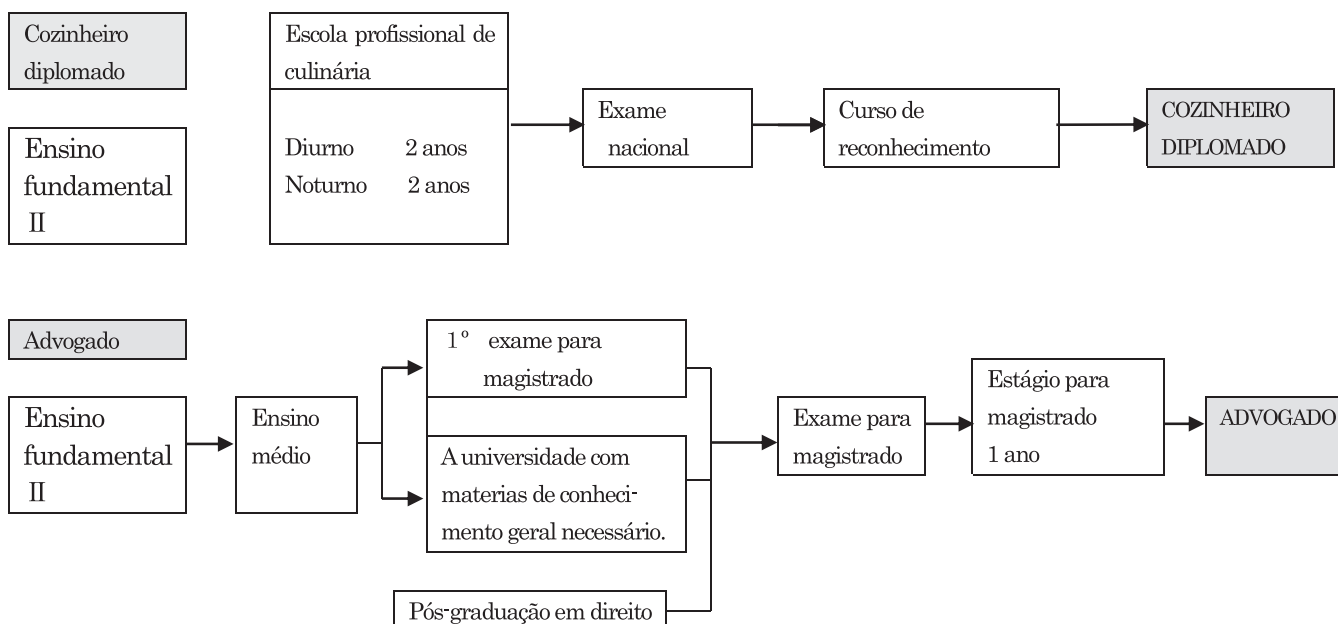 Cozinheiro
diplomado
Ensino
fundamental
II
Escola profissional de
culinária
Diurno 2 anos
Noturno 2 anos
Exame
nacional
Curso de
reconhecimento
COZINHEIRO
DIPLOMADO
Advogado
Ensino
fundamental
II
Ensino
médio
1º exame para
magistrado
A universidade com
materias de conheci-
mento geral necessário.
Pós-graduação em direito
Exame para
magistrado
Estágio para
magistrado
1 ano
ADVOGADO